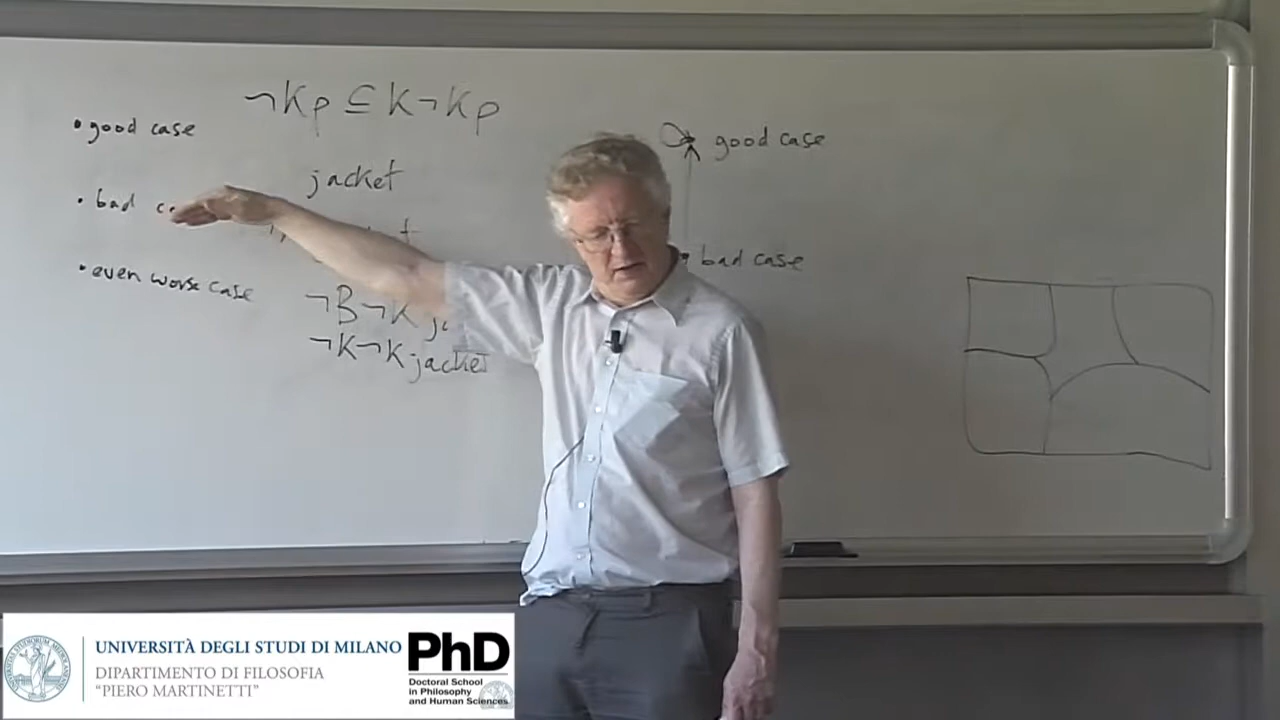 ¬Kp ⊆ K¬Kp
• good case
jacket
• bad
• even worse case
¬B¬K
¬K¬K jacket
good case
bad case
UNIVERSITÀ DEGLI STUDI DI MILANO
DIPARTIMENTO DI FILOSOFIA
"PIERO MARTINETTI"
PhD
Doctoral School
in Philosophy
and Human Sciences